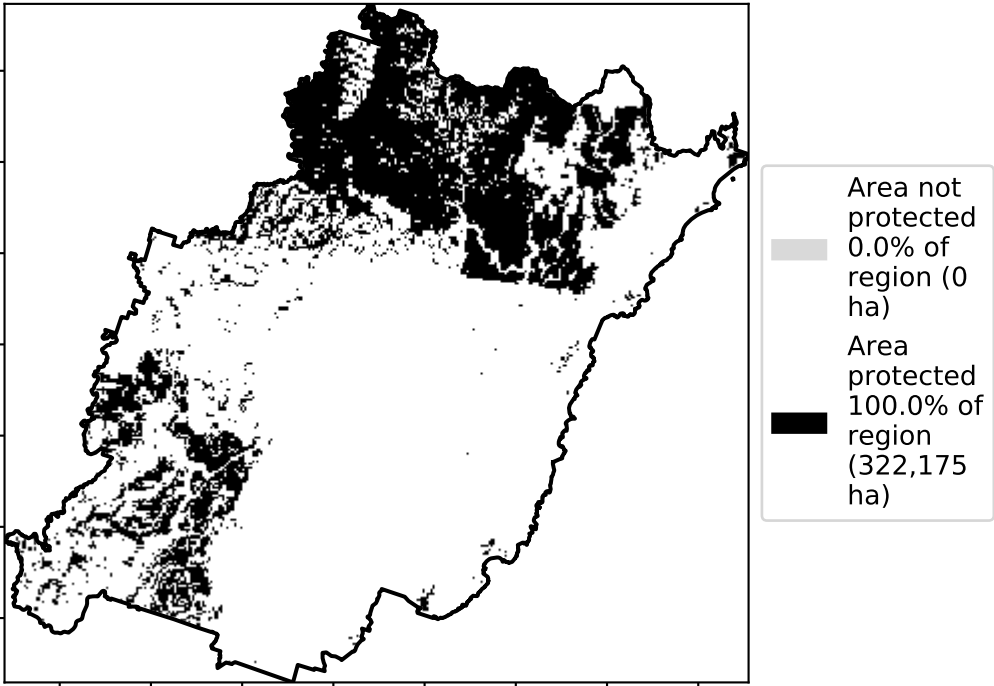 Area not
protected
0.0% of
region (0
ha)
Area
protected
100.0% of
region
(322,175
ha)